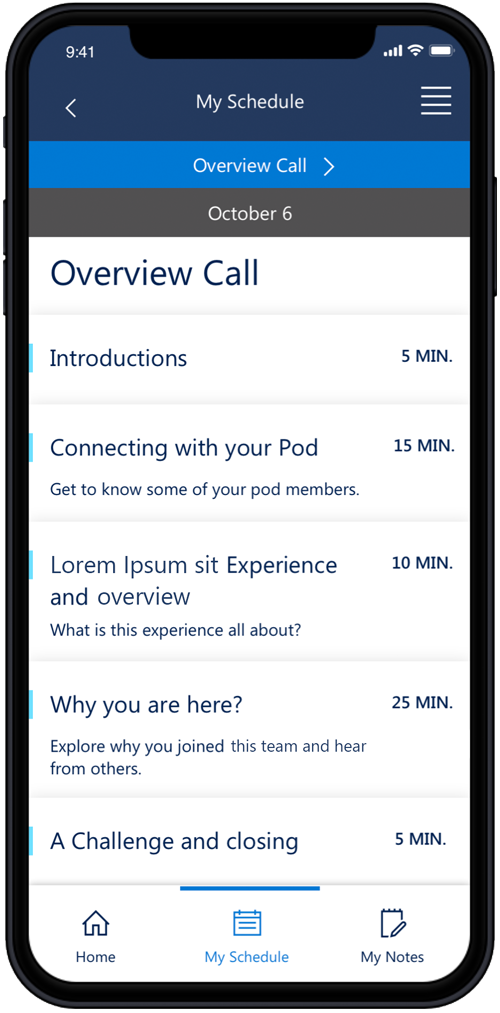 9:41
My Schedule
Overview Call
October 6
Overview Call
Introductions
5 MIN.
Connecting with your Pod
15 MIN.
Get to know some of your pod members.
Lorem Ipsum sit Experience
and overview
10 MIN.
What is this experience all about?
Why you are here?
25 MIN.
Explore why you joined this team and hear
from others.
A Challenge and closing
5 MIN.
Home
My Schedule
My Notes